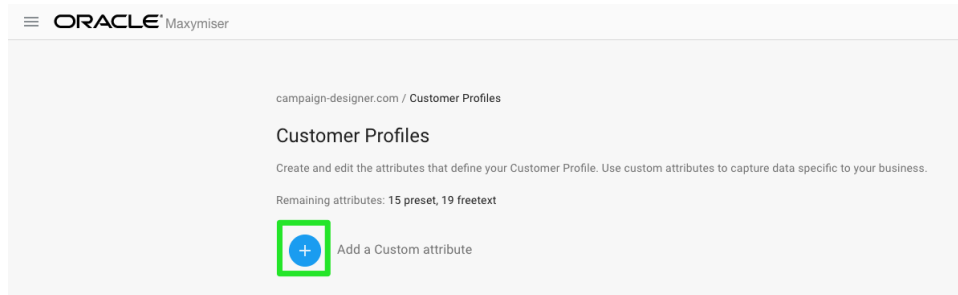 ORACLE Maxymiser
campaign-designer.com / Customer Profiles
Customer Profiles
Create and edit the attributes that define your Customer Profile. Use custom attributes to capture data specific to your business.
Remaining attributes: 15 preset, 19 freetext
+ Add a Custom attribute